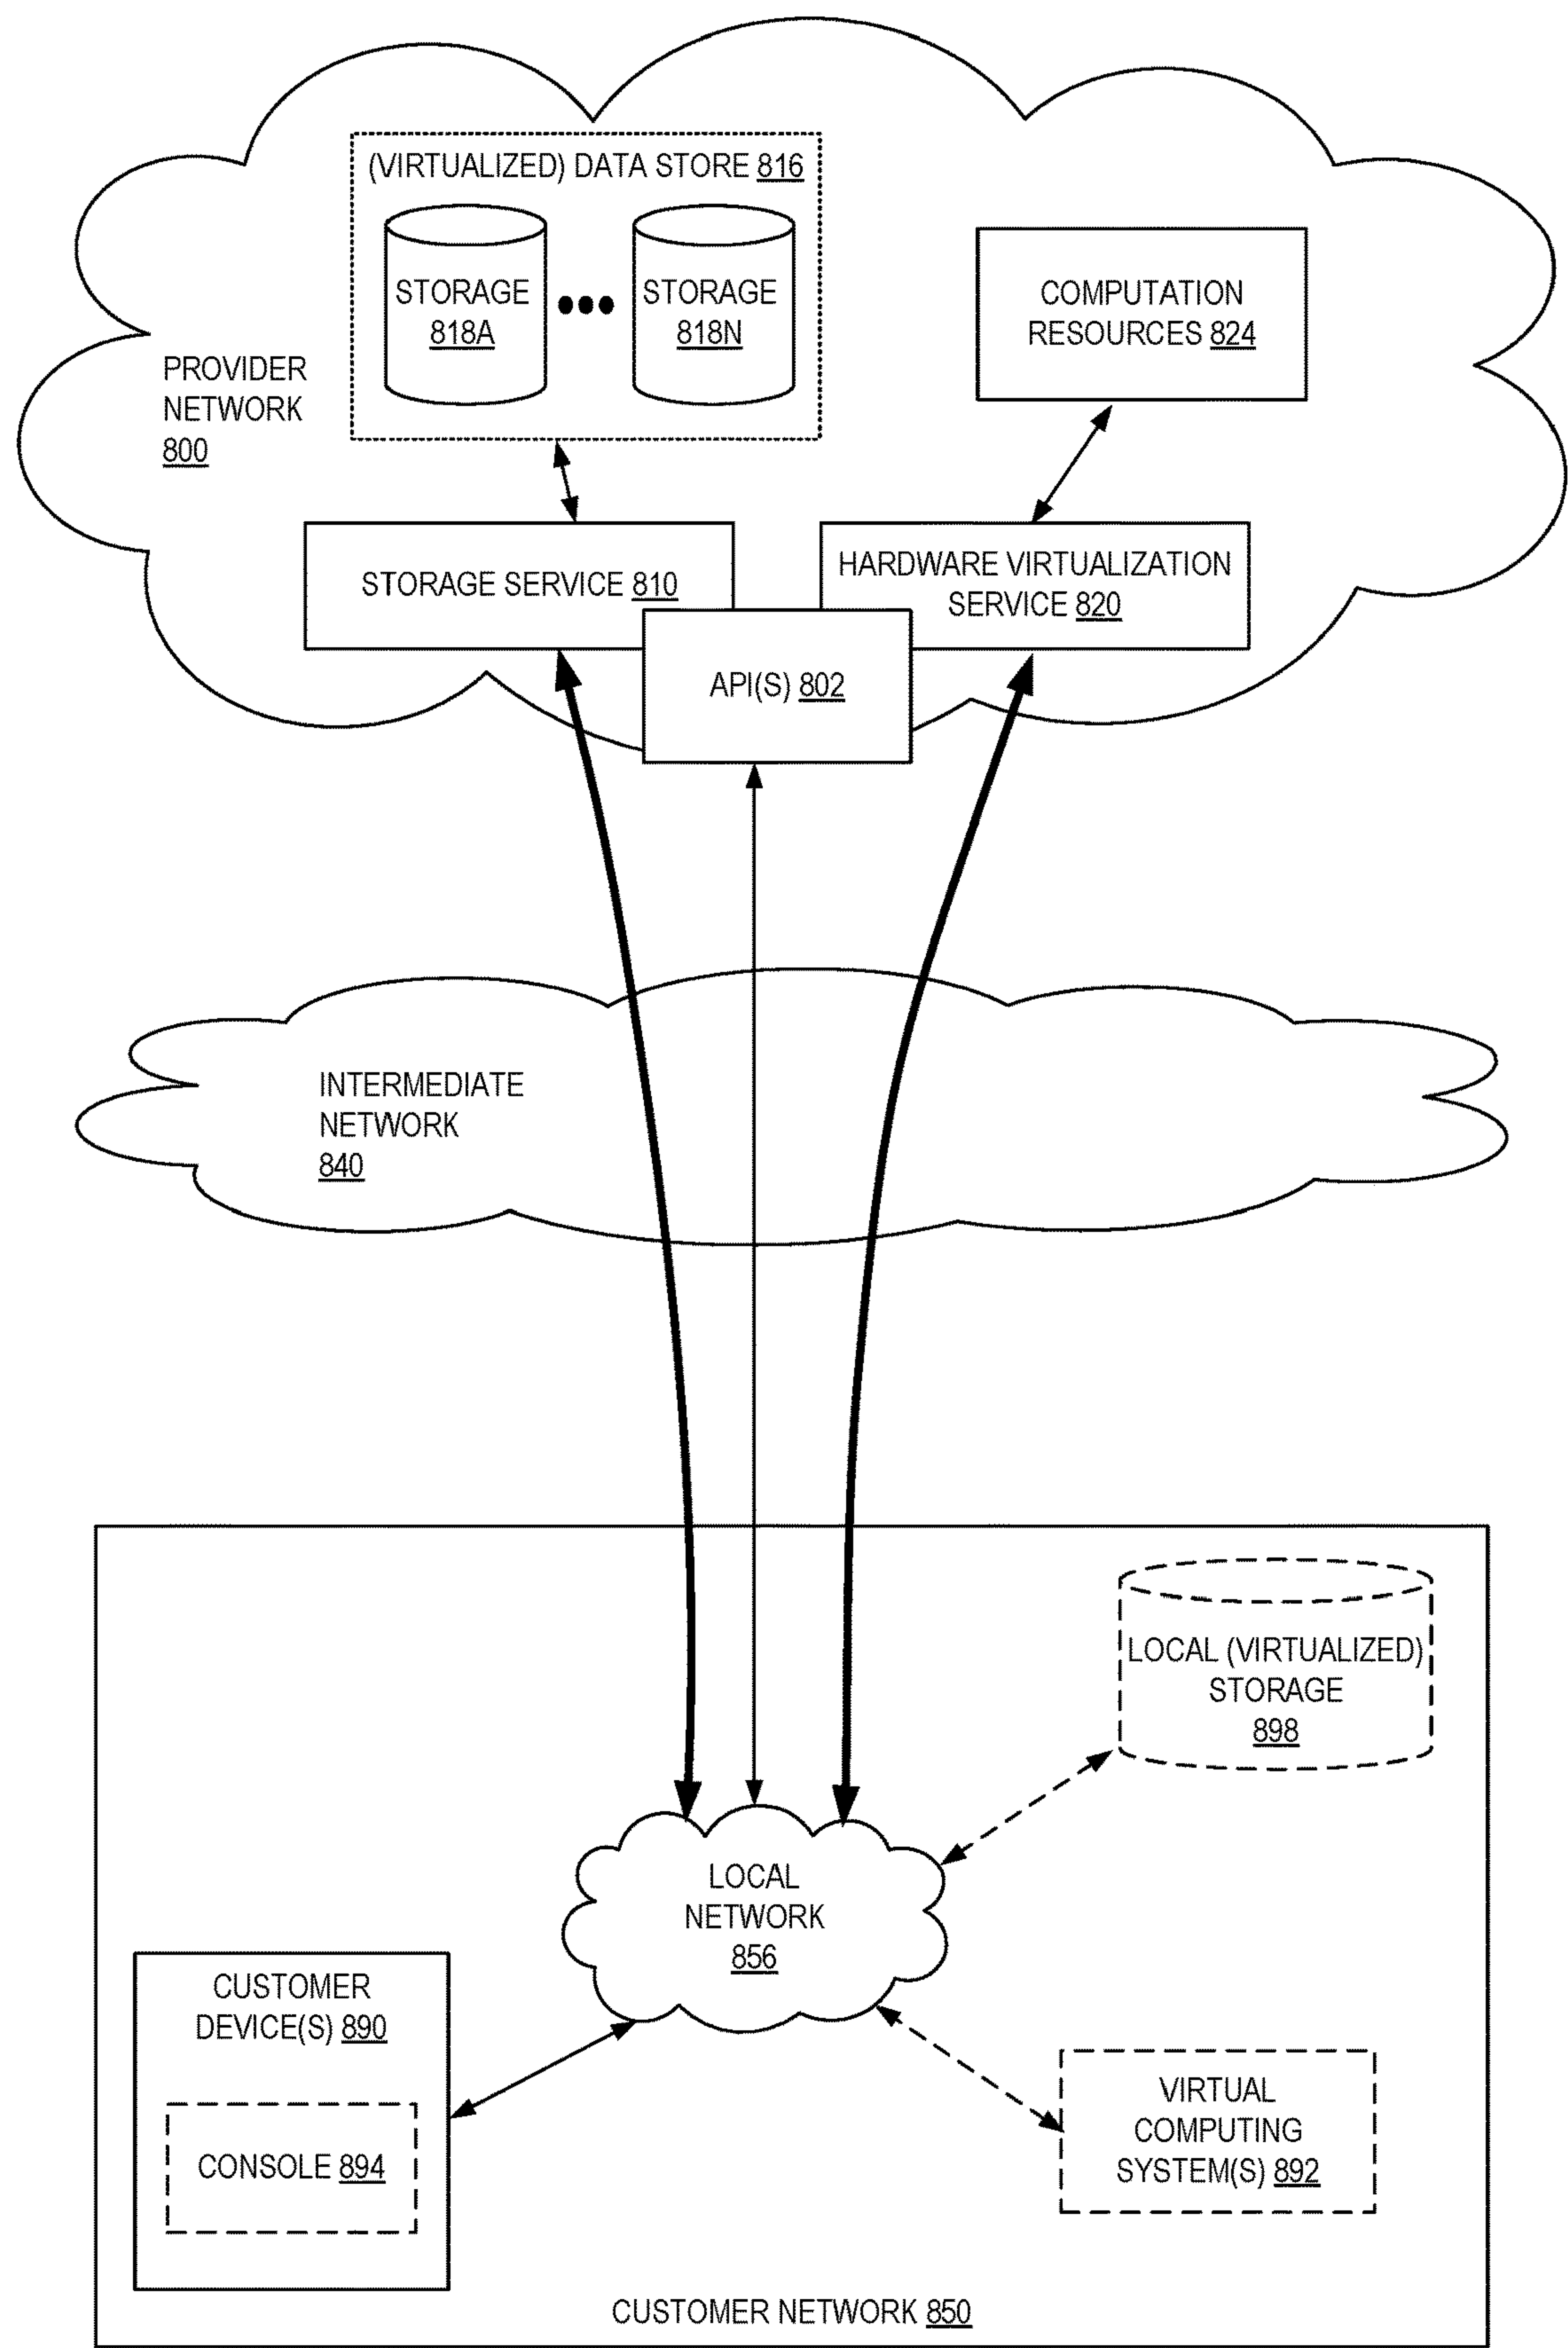 (VIRTUALIZED) DATA STORE 816
STORAGE
818A
STORAGE
818N
COMPUTATION
RESOURCES 824
PROVIDER
NETWORK
800
STORAGE SERVICE 810
HARDWARE VIRTUALIZATION
SERVICE 820
API(S) 802
INTERMEDIATE
NETWORK
840
LOCAL (VIRTUALIZED)
STORAGE
898
LOCAL
NETWORK
856
CUSTOMER
DEVICE(S) 890
CONSOLE 894
VIRTUAL
COMPUTING
SYSTEM(S) 892
CUSTOMER NETWORK 850